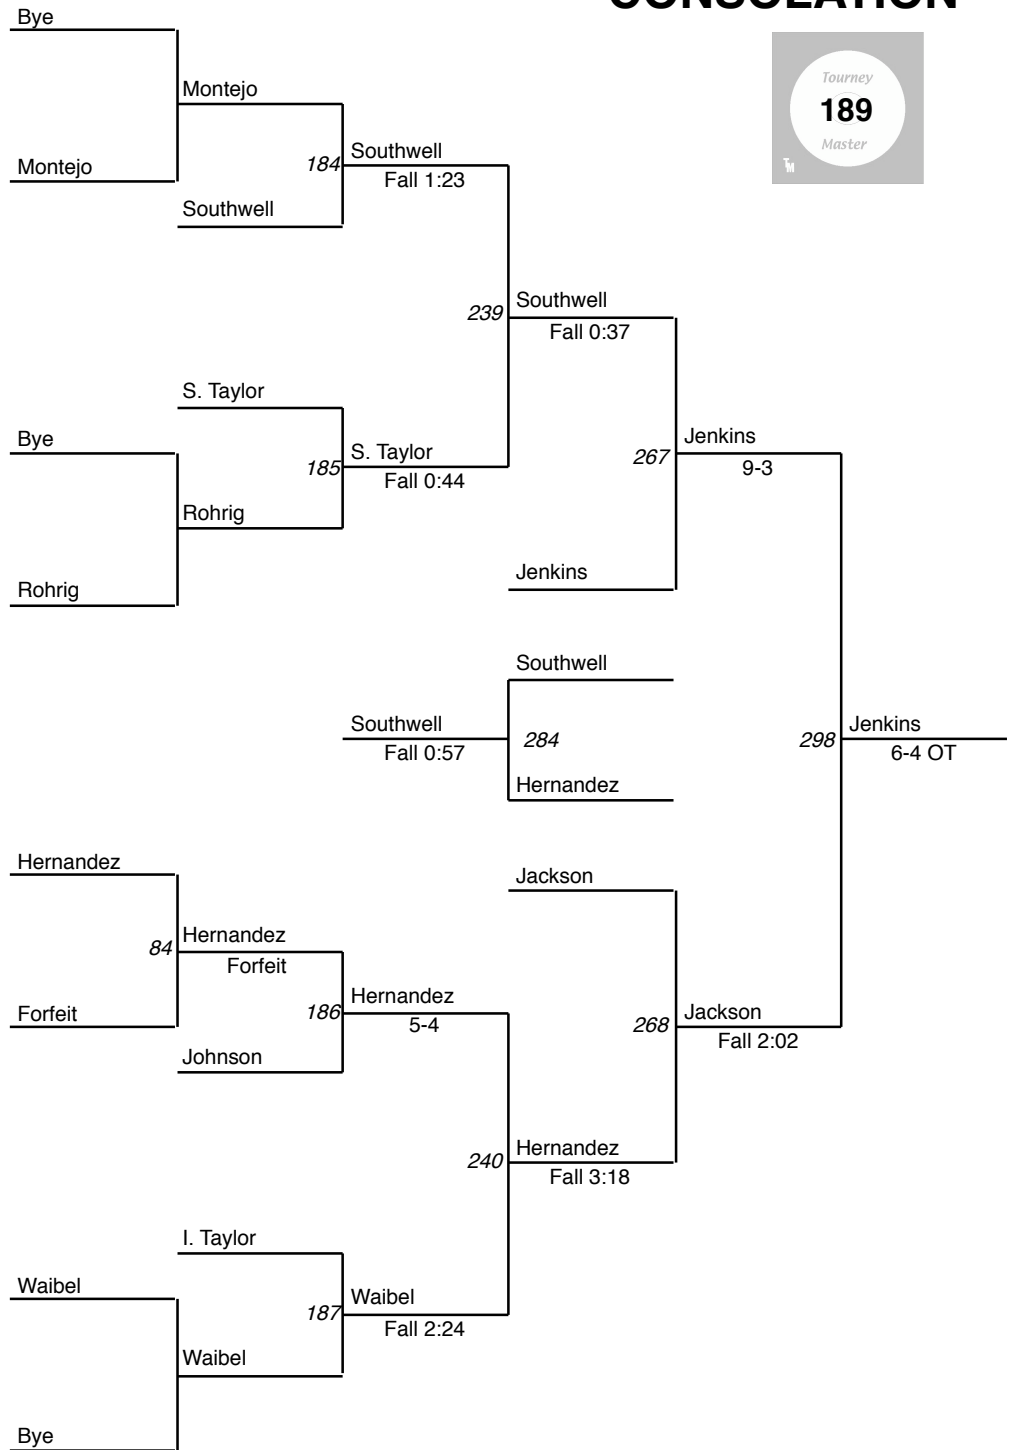 CONSOLATION
Bye
Tourney
189
Master
TM
Montejo
Montejo
184
Southwell
Fall 1:23
Southwell
239
Southwell
Fall 0:37
S. Taylor
Bye
185
S. Taylor
Fall 0:44
267
Jenkins
9-3
Rohrig
Rohrig
Jenkins
Southwell
Southwell
Fall 0:57
284
Hernandez
298
Jenkins
6-4 OT
Hernandez
Jackson
84
Hernandez
Forfeit
Forfeit
186
Hernandez
5-4
Johnson
268
Jackson
Fall 2:02
240
Hernandez
Fall 3:18
I. Taylor
Waibel
187
Waibel
Fall 2:24
Waibel
Bye